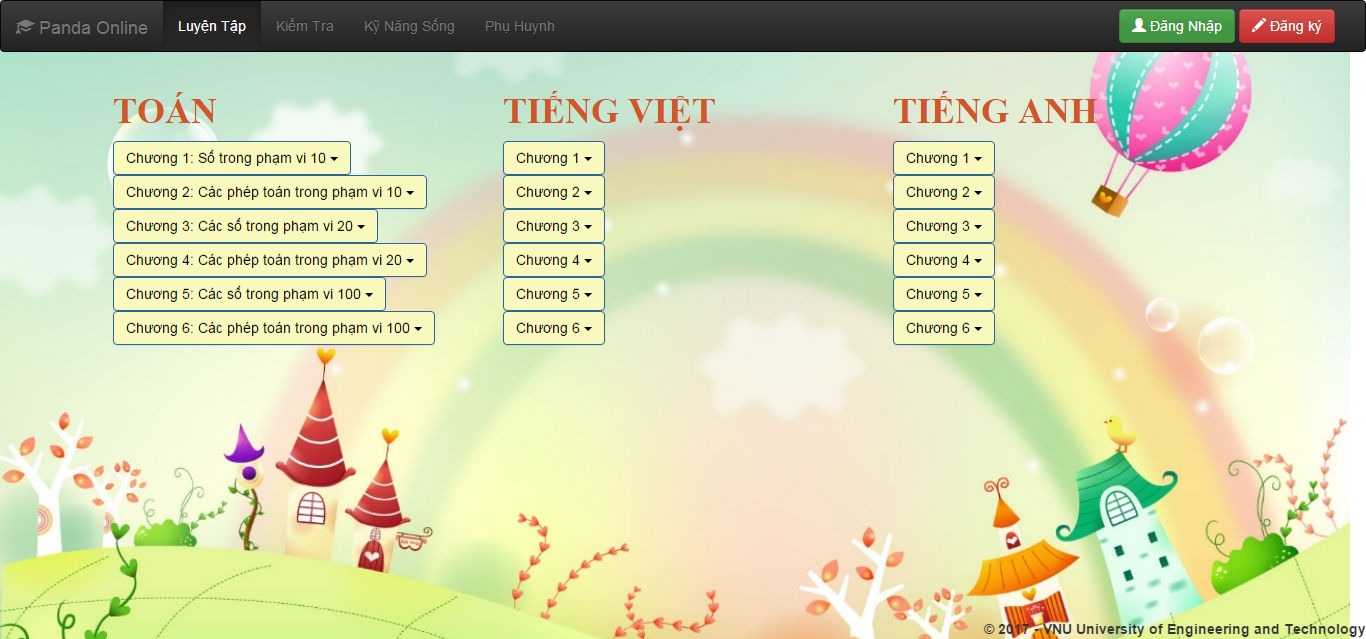 Panda Online Luyện Tập Kiểm Tra Kỹ Năng Sống Phụ Huynh Đăng Nhập Đăng ký
TOÁN
Chương 1: Số trong phạm vi 10
Chương 2: Các phép toán trong phạm vi 10
Chương 3: Các số trong phạm vi 20
Chương 4: Các phép toán trong phạm vi 20
Chương 5: Các số trong phạm vi 100
Chương 6: Các phép toán trong phạm vi 100
TIẾNG VIỆT
Chương 1
Chương 2
Chương 3
Chương 4
Chương 5
Chương 6
TIẾNG ANH
Chương 1
Chương 2
Chương 3
Chương 4
Chương 5
Chương 6
© 2017 - VNU University of Engineering and Technology